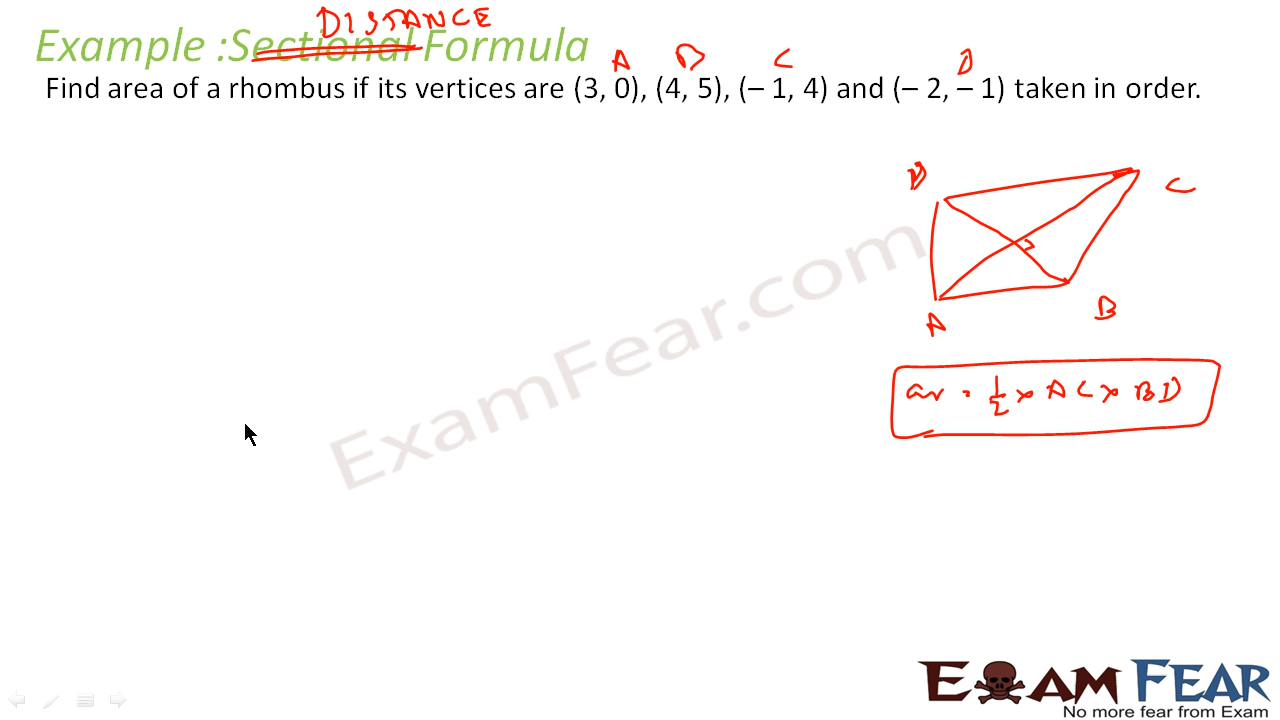 DISTANCE
Example :Sectional Formula
A B C D
Find area of a rhombus if its vertices are (3, 0), (4, 5), (– 1, 4) and (– 2, – 1) taken in order.
D
C
ExamFear.com
B
A
ar = 1/2 × AC × BD
EXAM FEAR
No more fear from Exam